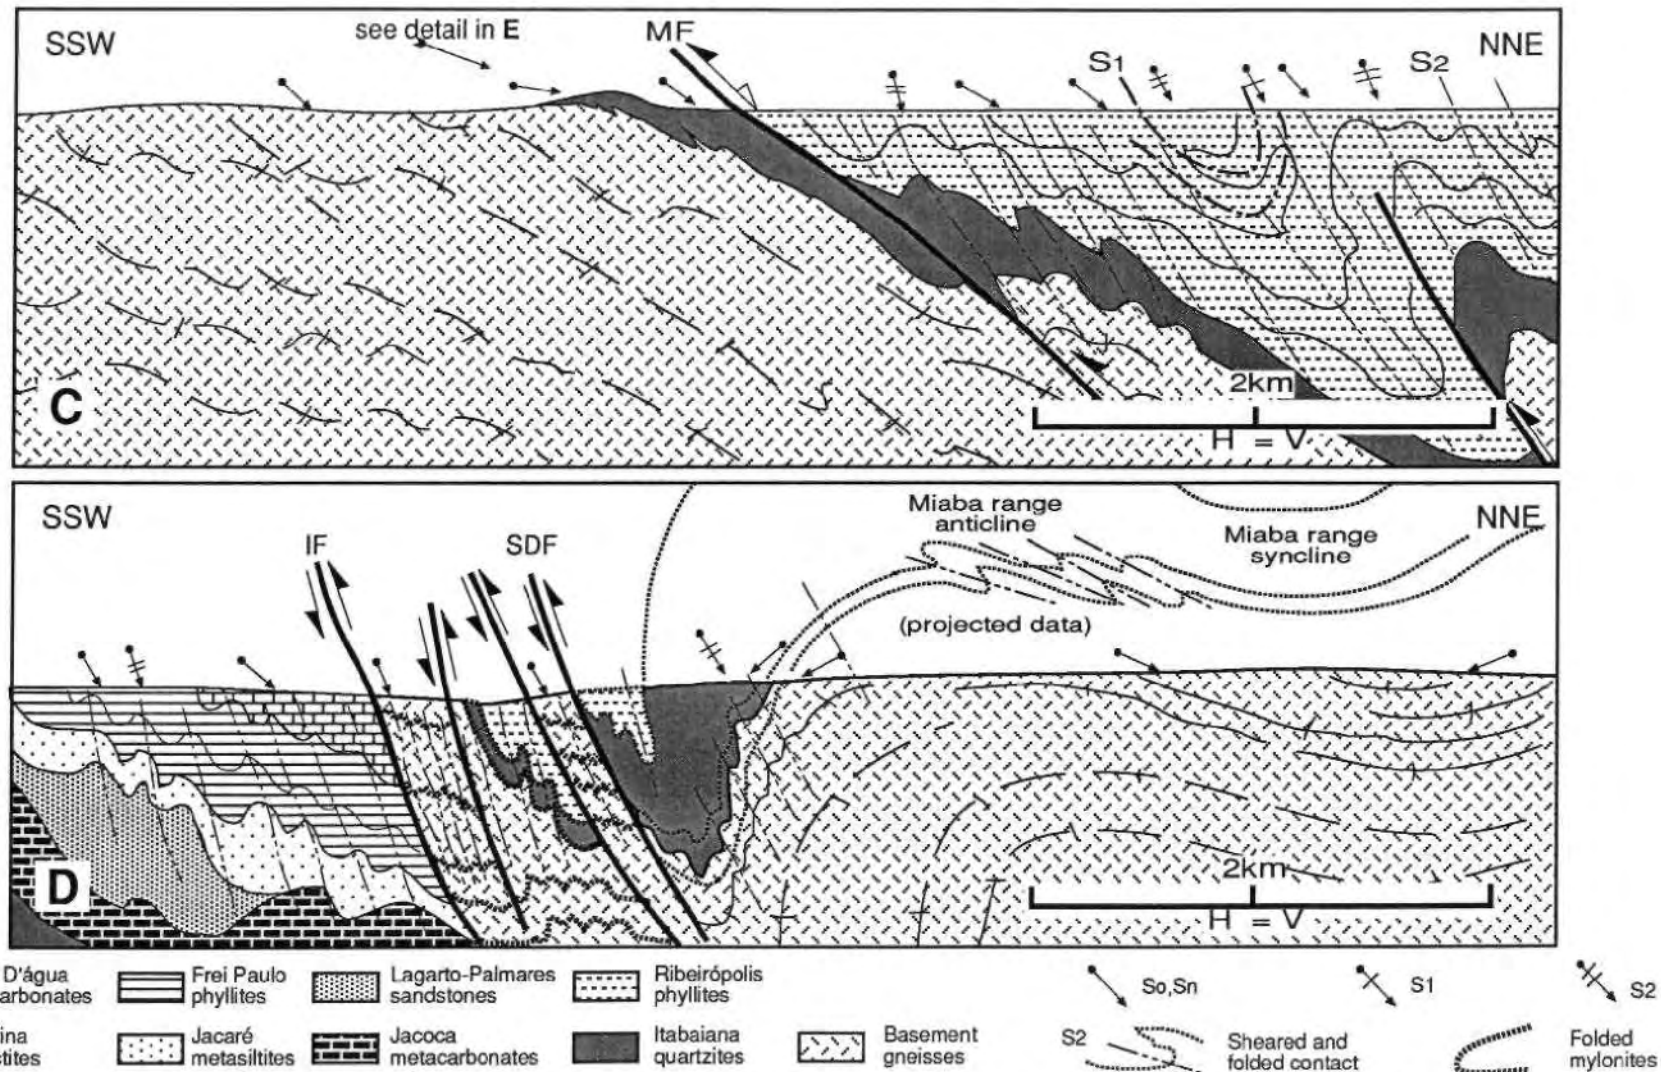 SSW
see detail in E
MF
S1
S2
NNE
2km
H = V
C
SSW
IF
SDF
Miaba range
anticline
Miaba range
syncline
NNE
(projected data)
2km
H = V
D
D'água
arbonates
Frei Paulo
phyllites
Lagarto-Palmares
sandstones
Ribeirópolis
phyllites
So,Sn
S1
S2
ina
ctites
Jacaré
metasiltites
Jacoca
metacarbonates
Itabaiana
quartzites
Basement
gneisses
S2
Sheared and
folded contact
Folded
mylonites